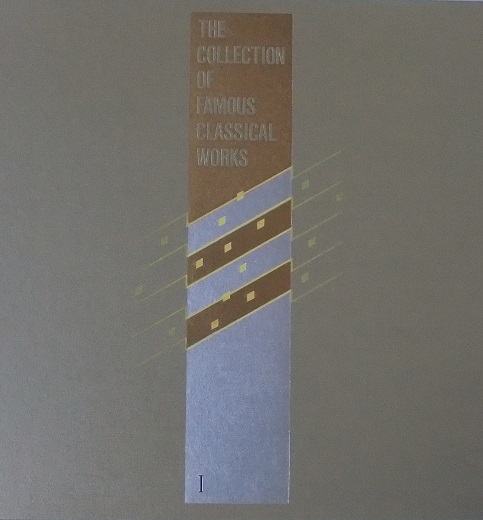 THE
COLLECTION
OF
FAMOUS
CLASSICAL
WORKS
I